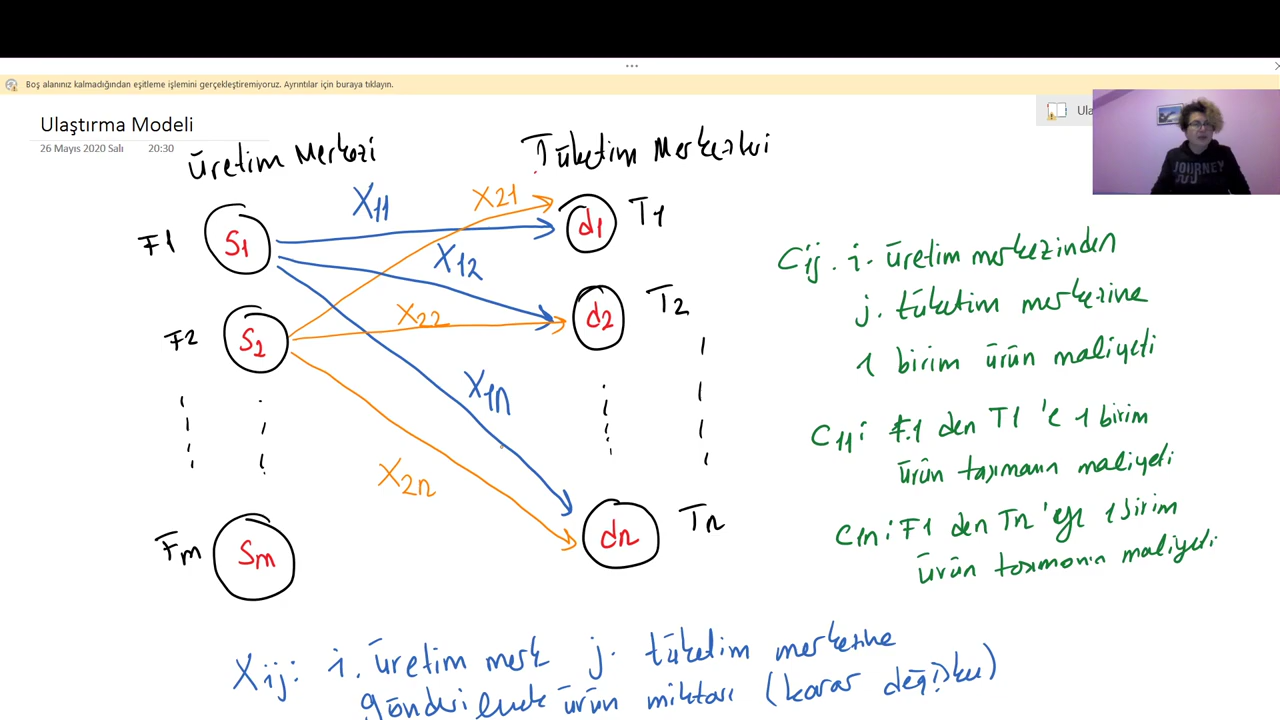 Boş alanınız kalmadığından eşitleme işlemini gerçekleştiremiyoruz. Ayrıntılar için buraya tıklayın.
Ulaştırma Modeli
26 Mayıs 2020 Salı 20:30
Ula
JOURNEY
Üretim Merkezi
Tüketim Merkezleri
X11
X21
F1
S1
d1
T1
X12
F2
S2
X22
d2
T2
X1n
X2n
Fm
Sm
dn
Tn
Cij. i. üretim merkezinden
j. tüketim merkezine
1 birim ürün maliyeti
C11: F1 den T1 'e 1 birim
ürün taşımanın maliyeti
C1n: F1 den Tn 'ye 1 birim
ürün taşımanın maliyeti
Xij: i. üretim merk j. tüketim merkezine
ürün miktarı (karar değişkeni)